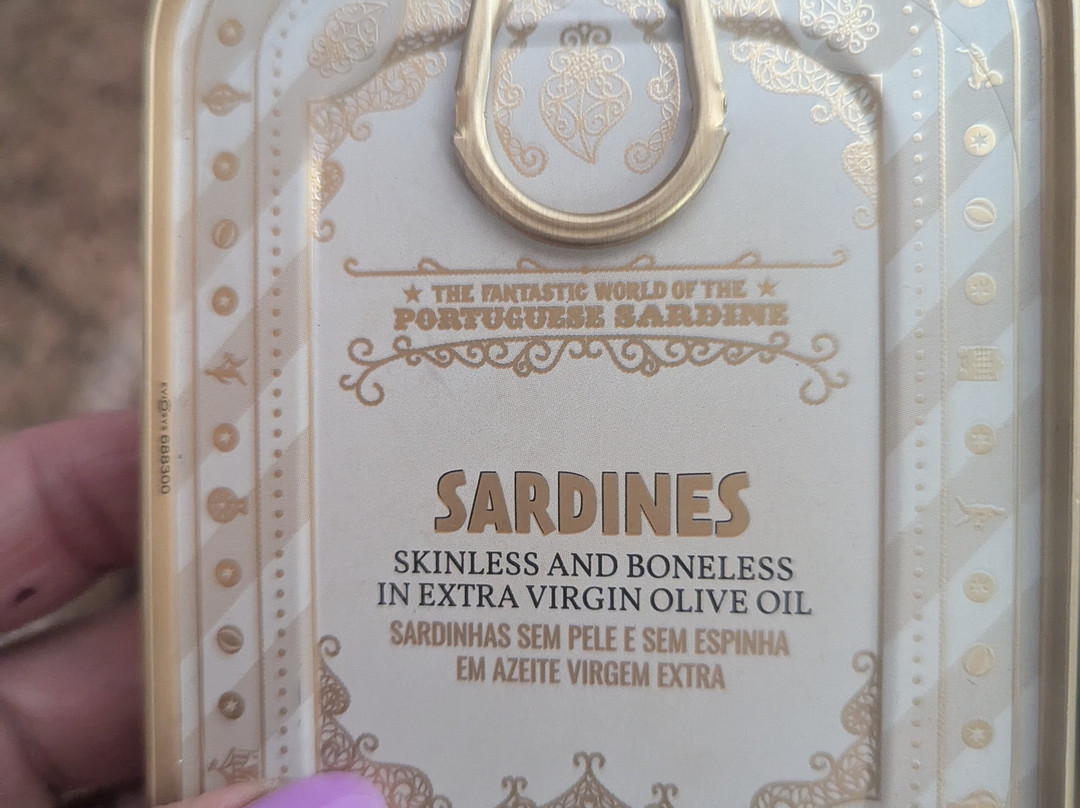 THE FANTASTIC WORLD OF THE
PORTUGUESE SARDINE
SARDINES
SKINLESS AND BONELESS
IN EXTRA VIRGIN OLIVE OIL
SARDINHAS SEM PELE E SEM ESPINHA
EM AZEITE VIRGEM EXTRA
688300